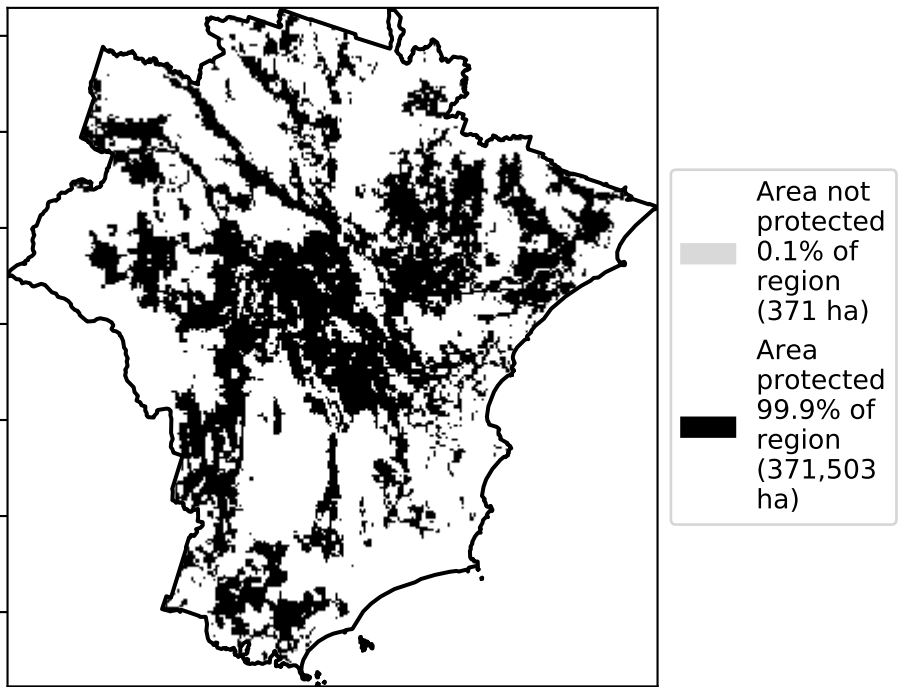 Area not
protected
0.1% of
region
(371 ha)
Area
protected
99.9% of
region
(371,503
ha)